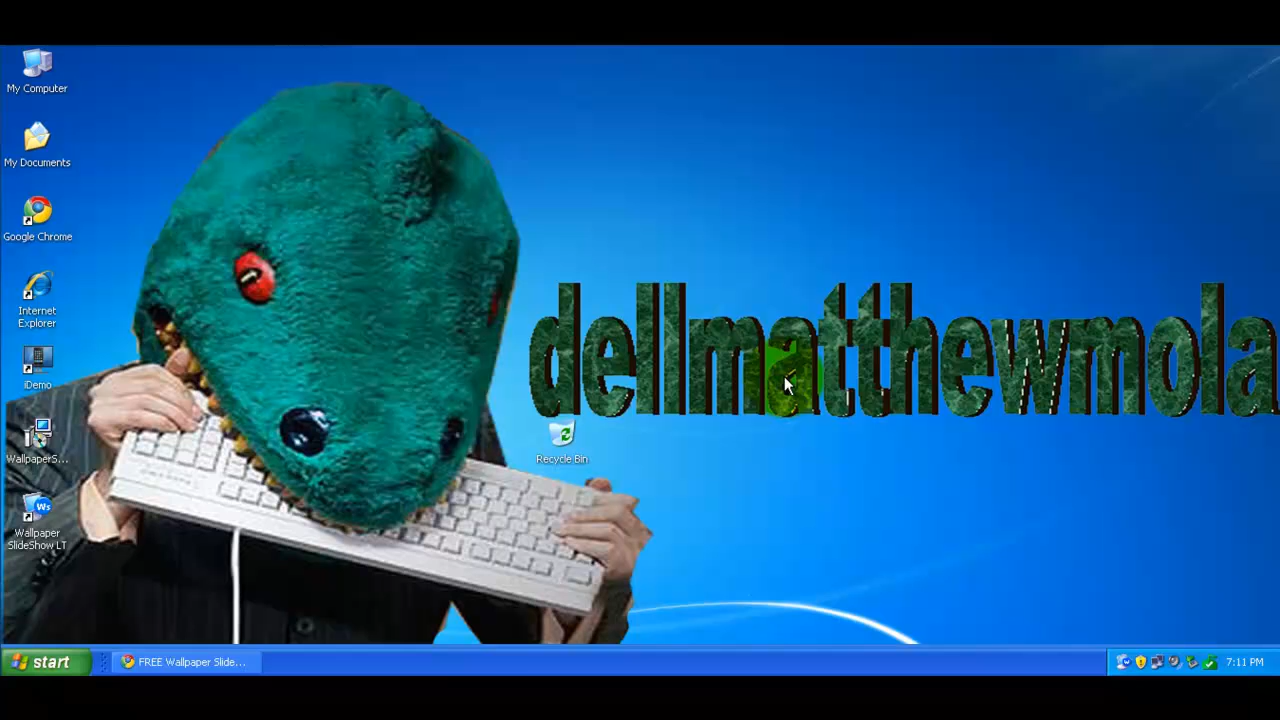 My Computer
My Documents
Google Chrome
Internet
Explorer
iDemo
WallpaperS...
Wallpaper
SlideShow LT
dellmatthewmola
Recycle Bin
start
FREE Wallpaper Slide...
7:11 PM